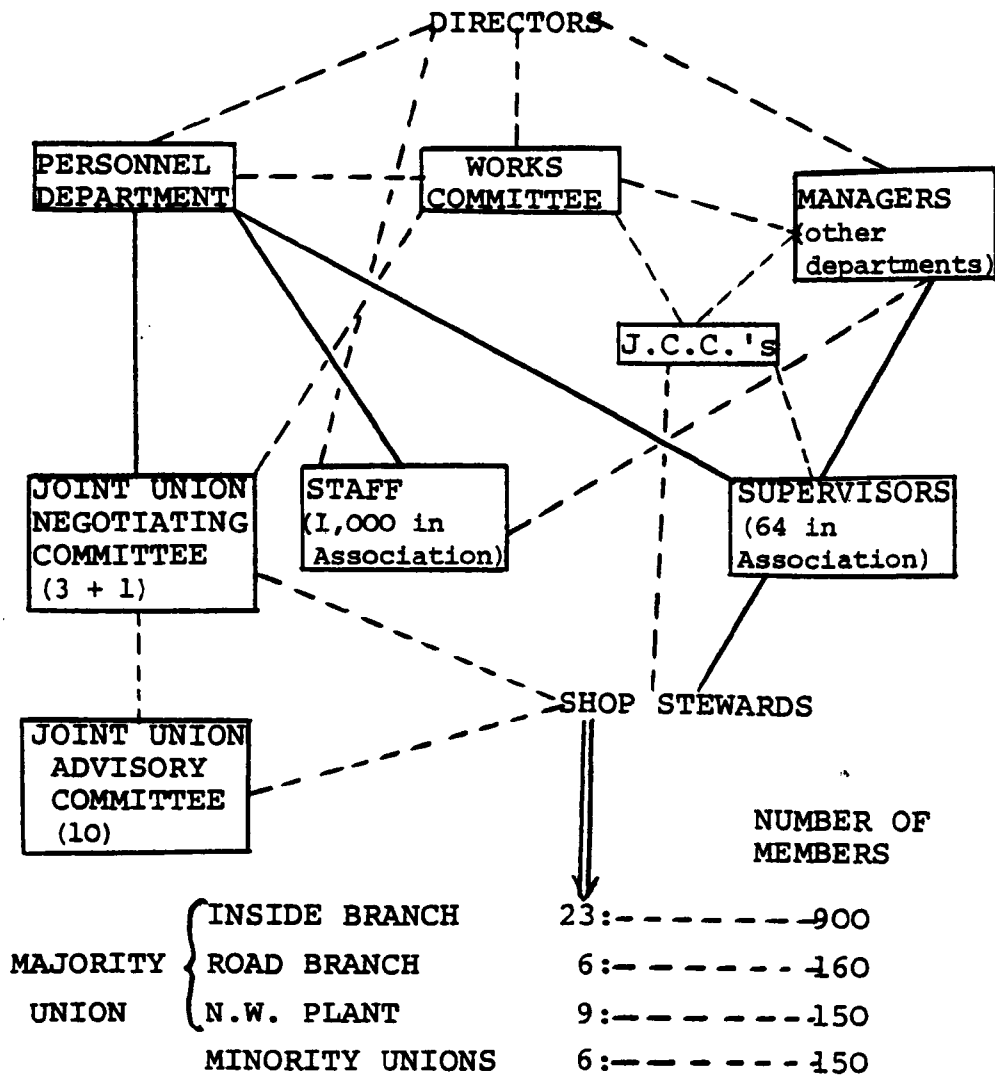 DIRECTORS
PERSONNEL
DEPARTMENT
WORKS
COMMITTEE
MANAGERS
(other
departments)
J.C.C.'s
JOINT UNION
NEGOTIATING
COMMITTEE
(3 + 1)
STAFF
(1,000 in
Association)
SUPERVISORS
(64 in
Association)
SHOP STEWARDS
JOINT UNION
ADVISORY
COMMITTEE
(10)
NUMBER OF
MEMBERS
INSIDE BRANCH 23: 900
MAJORITY ROAD BRANCH 6: 160
UNION N.W. PLANT 9: 150
MINORITY UNIONS 6: 150